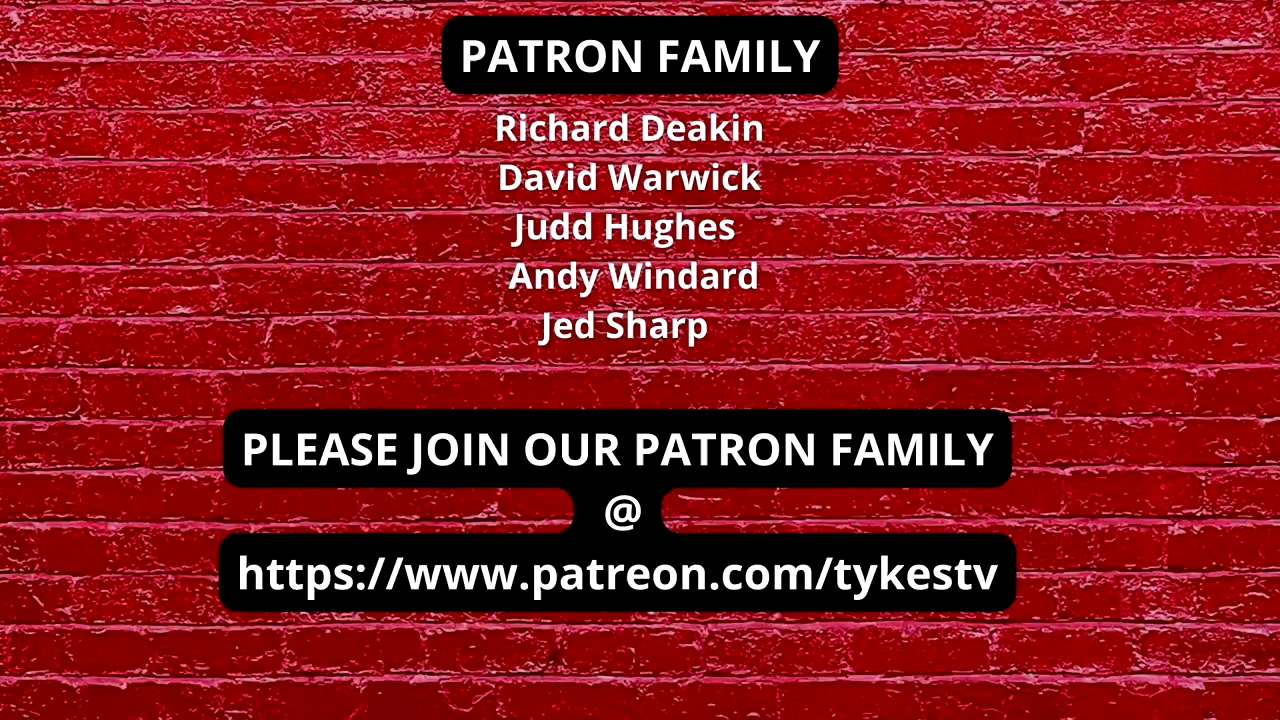 PATRON FAMILY
Richard Deakin
David Warwick
Judd Hughes
Andy Windard
Jed Sharp
PLEASE JOIN OUR PATRON FAMILY
@
https://www.patreon.com/tykestv